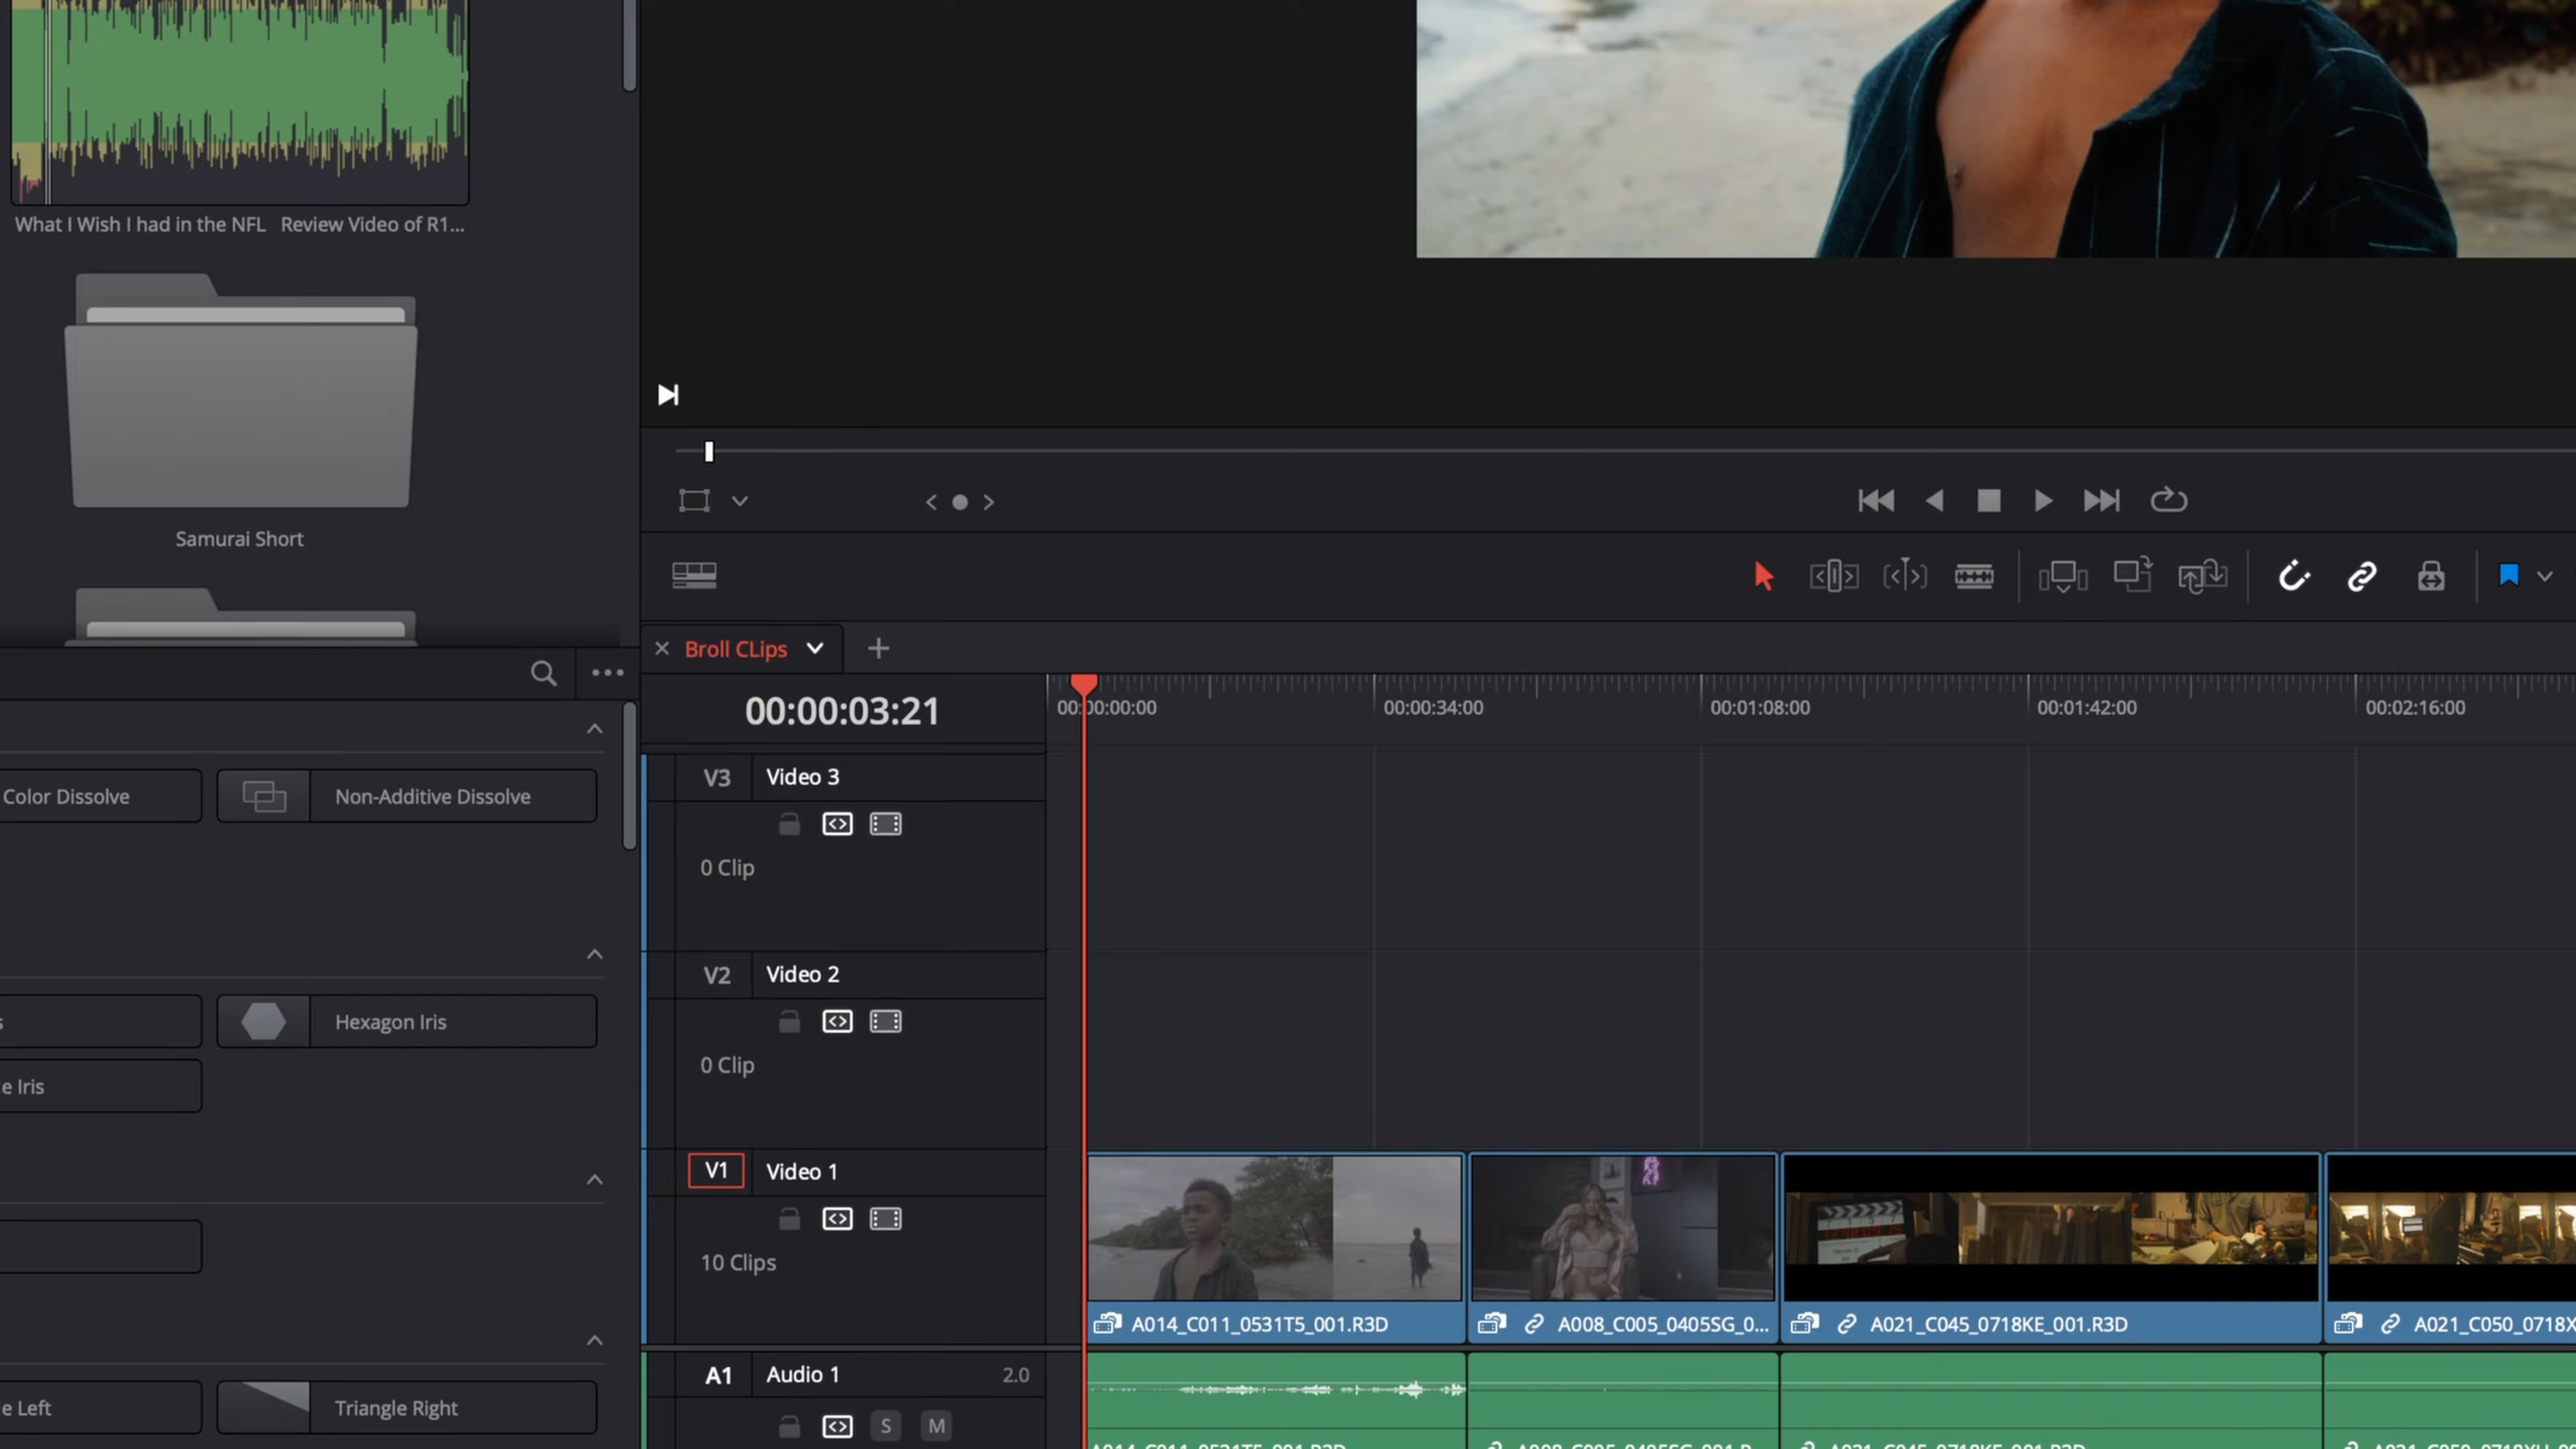 What I Wish I had in the NFL   Review Video of R1...
Samurai Short
Broll CLips
00:00:03:21
00:00:00:00
00:00:34:00
00:01:08:00
00:01:42:00
00:02:16:00
Color Dissolve
Non-Additive Dissolve
Hexagon Iris
e Iris
e Left
Triangle Right
V3
Video 3
0 Clip
V2
Video 2
0 Clip
V1
Video 1
10 Clips
A014_C011_0531T5_001.R3D
A008_C005_0405SG_0...
A021_C045_0718KE_001.R3D
A021_C050_0718X
A1
Audio 1
2.0
S
M